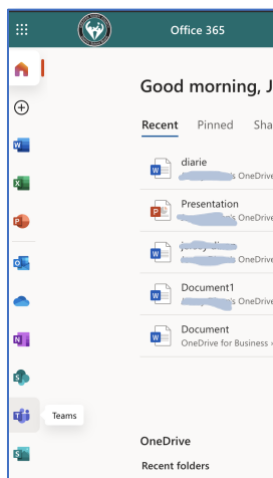 Office 365
Good morning, J
Recent Pinned Sha
diarie
's OneDrive
Presentation
's OneDrive
's OneDrive
Document1
's OneDrive
Document
OneDrive for Business
Teams
OneDrive
Recent folders